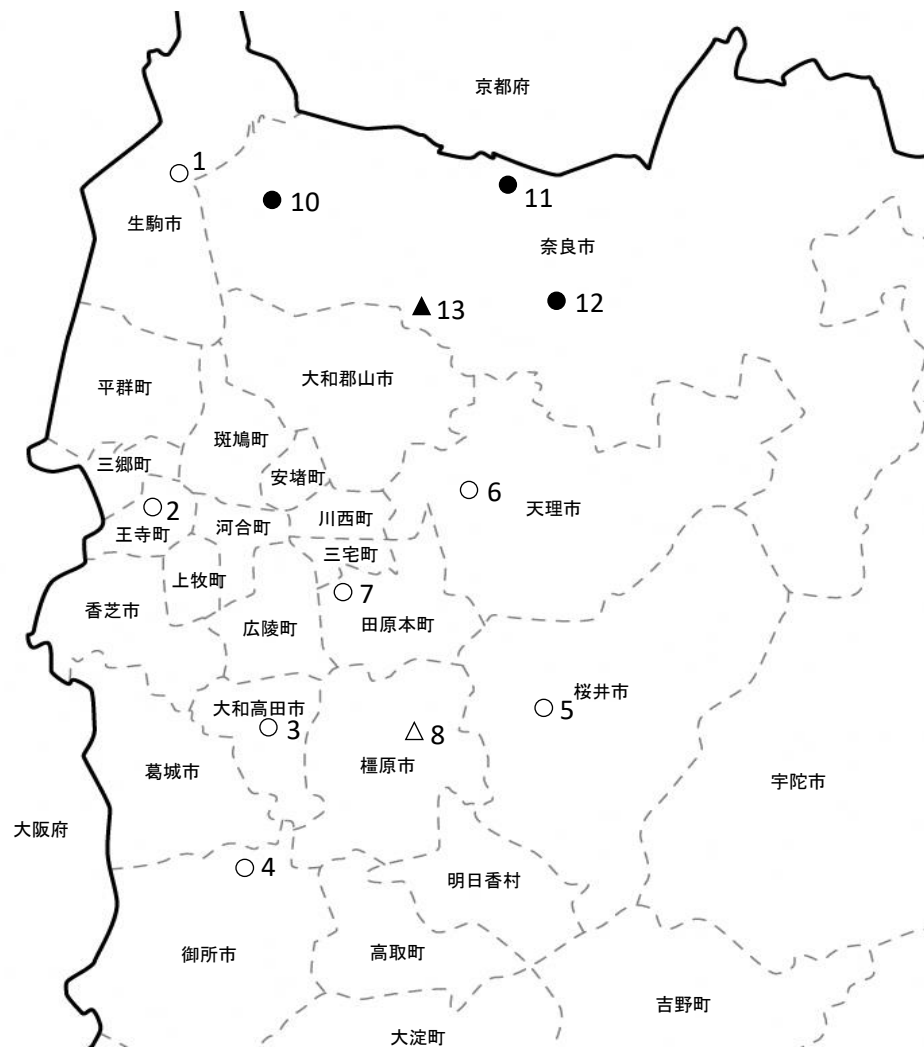 京都府
1
生駒市
10
11
奈良市
12
13
平群町
大和郡山市
斑鳩町
三郷町
安堵町
6
天理市
2
王寺町
河合町
川西町
三宅町
上牧町
7
香芝市
広陵町
田原本町
桜井市
5
大和高田市
3
8
橿原市
葛城市
宇陀市
大阪府
4
明日香村
御所市
高取町
吉野町
大淀町